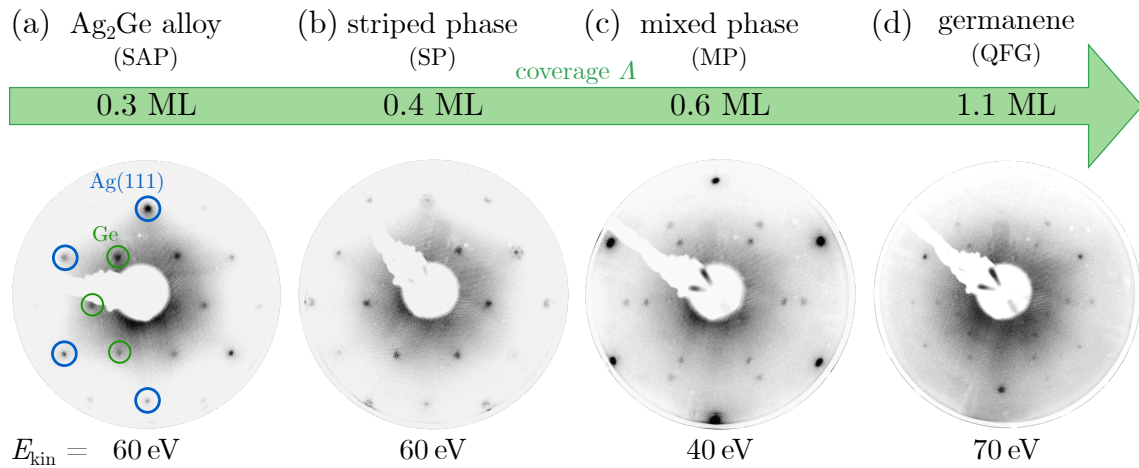 (a) Ag₂Ge alloy (b) striped phase (c) mixed phase (d) germanene
(SAP) (SP) (MP) (QFG)
coverage Λ
0.3 ML 0.4 ML 0.6 ML 1.1 ML
Ag(111)
Ge
E_kin = 60 eV 60 eV 40 eV 70 eV